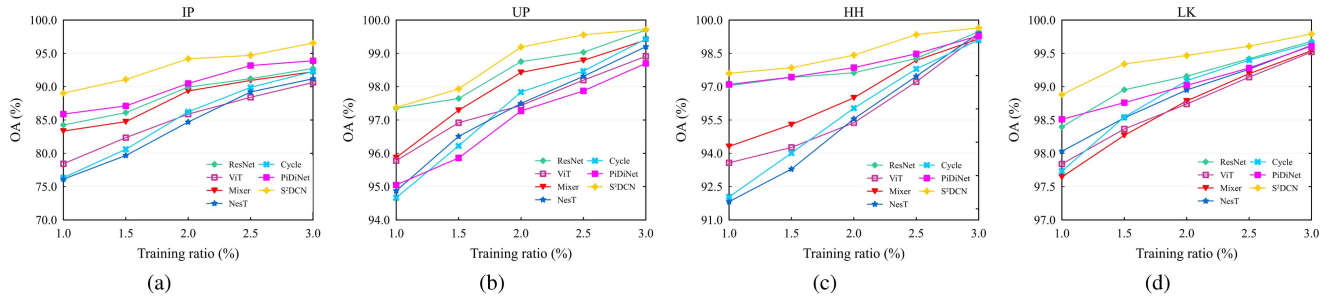 IP
OA (%)
100.0
95.0
90.0
85.0
80.0
75.0
70.0
ResNet
ViT
Mixer
NesT
Cycle
PiDiNet
S²DCN
1.0 1.5 2.0 2.5 3.0
Training ratio (%)
(a)
UP
OA (%)
100.0
99.0
98.0
97.0
96.0
95.0
94.0
ResNet
ViT
Mixer
NesT
Cycle
PiDiNet
S²DCN
1.0 1.5 2.0 2.5 3.0
Training ratio (%)
(b)
HH
OA (%)
100.0
98.5
97.0
95.5
94.0
92.5
91.0
ResNet
ViT
Mixer
NesT
Cycle
PiDiNet
S²DCN
1.0 1.5 2.0 2.5 3.0
Training ratio (%)
(c)
LK
OA (%)
100.0
99.5
99.0
98.5
98.0
97.5
97.0
ResNet
ViT
Mixer
NesT
Cycle
PiDiNet
S²DCN
1.0 1.5 2.0 2.5 3.0
Training ratio (%)
(d)